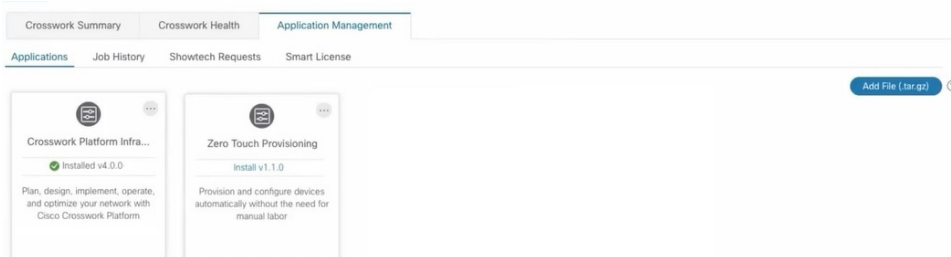 Crosswork Summary
Crosswork Health
Application Management
Applications
Job History
Showtech Requests
Smart License
Add File (.tar.gz)
Crosswork Platform Infra...
Installed v4.0.0
Plan, design, implement, operate,
and optimize your network with
Cisco Crosswork Platform
Zero Touch Provisioning
Install v1.1.0
Provision and configure devices
automatically without the need for
manual labor